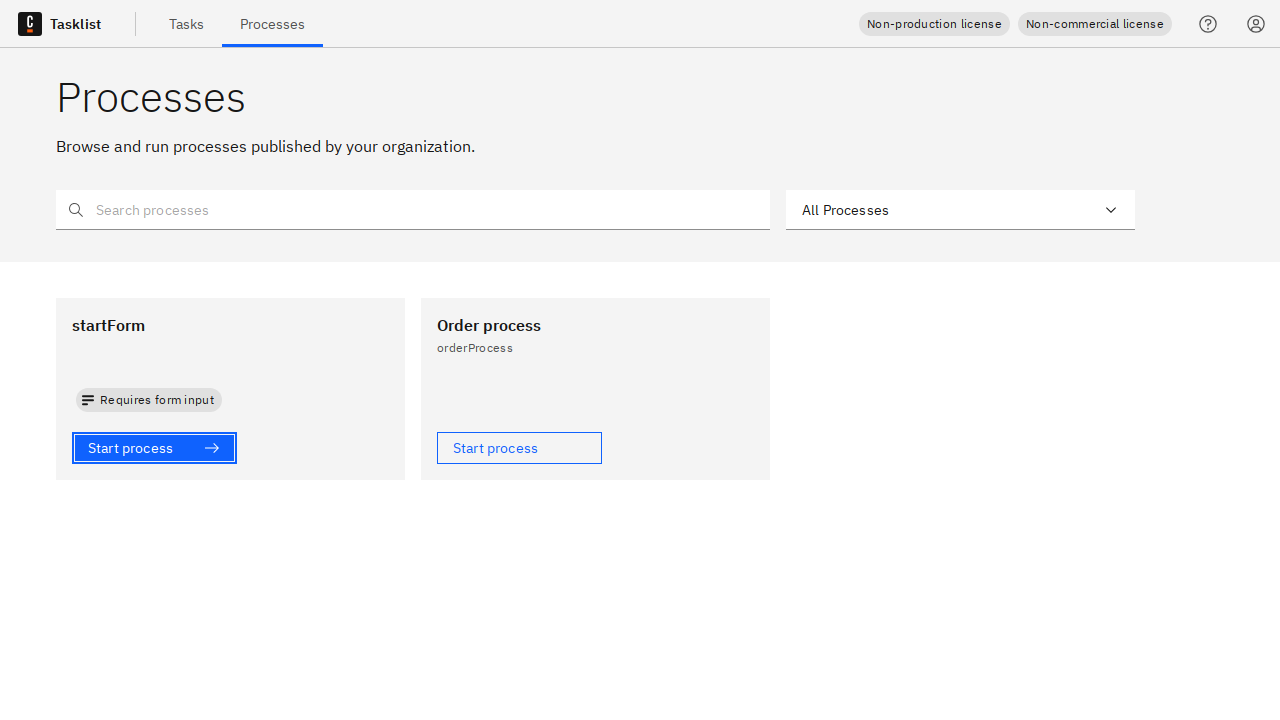 Tasklist
Tasks
Processes
Non-production license
Non-commercial license
Processes
Browse and run processes published by your organization.
Search processes
All Processes
startForm
Requires form input
Start process
Order process
orderProcess
Start process